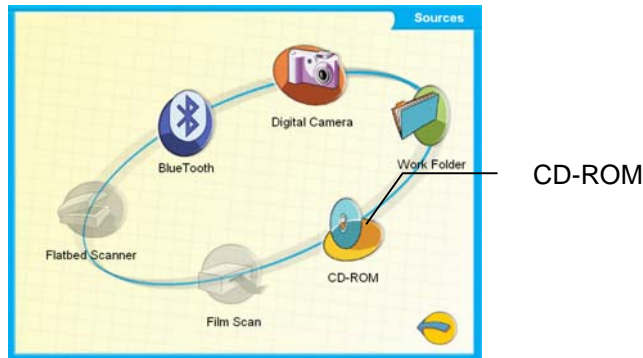 Sources
Digital Camera
BlueTooth
Work Folder
CD-ROM
Flatbed Scanner
CD-ROM
Film Scan